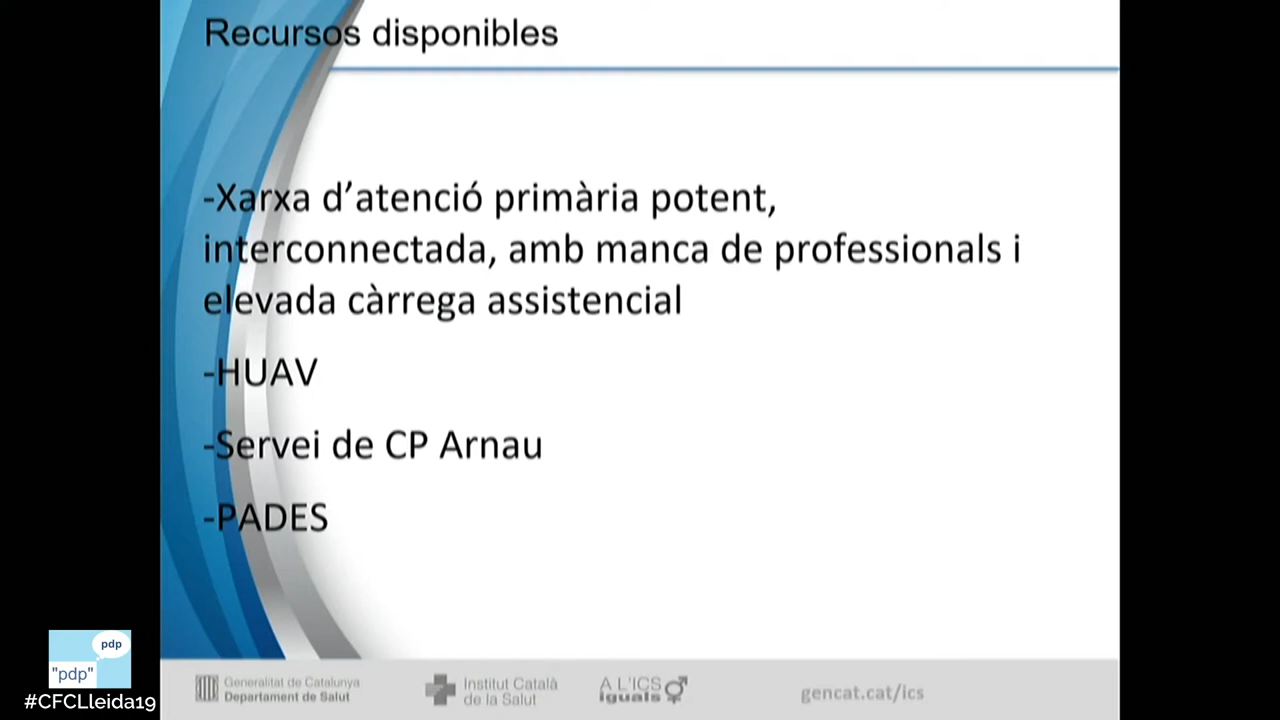 Recursos disponibles
-Xarxa d’atenció primària potent,
interconnectada, amb manca de professionals i
elevada càrrega assistencial
-HUAV
-Servei de CP Arnau
-PADES
pdp
"pdp"
#CFCLleida19
Generalitat de Catalunya
Departament de Salut
Institut Català
de la Salut
A L'ICS
iguals
gencat.cat/ics